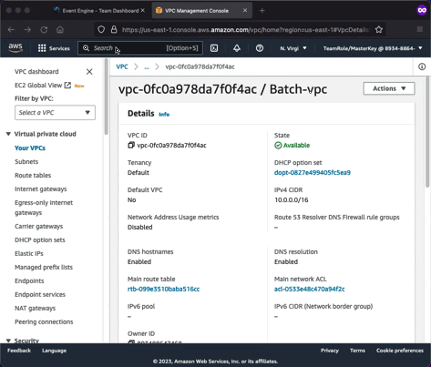 Event Engine - Team Dashboard
VPC Management Console
https://us-east-1.console.aws.amazon.com/vpc/home?region=us-east-1#VpcDetails
aws
Services
Search
[Option+S]
N. Virgi
TeamRole/MasterKey @ 8934-8864-
VPC dashboard
EC2 Global View
New
Filter by VPC:
Select a VPC
Virtual private cloud
Your VPCs
Subnets
Route tables
Internet gateways
Egress-only internet
gateways
Carrier gateways
DHCP option sets
Elastic IPs
Managed prefix lists
Endpoints
Endpoint services
NAT gateways
Peering connections
Security
VPC
...
vpc-0fc0a978da7f0f4ac
vpc-0fc0a978da7f0f4ac / Batch-vpc
Actions
Details
Info
VPC ID
vpc-0fc0a978da7f0f4ac
State
Available
Tenancy
Default
DHCP option set
dopt-0827e499405fc5ea9
Default VPC
No
IPv4 CIDR
10.0.0.0/16
Network Address Usage metrics
Disabled
Route 53 Resolver DNS Firewall rule groups
–
DNS hostnames
Enabled
DNS resolution
Enabled
Main route table
rtb-099e3510baba516cc
Main network ACL
acl-0533e48c470a94f2c
IPv6 pool
–
IPv6 CIDR (Network border group)
–
Owner ID
Feedback
Language
Privacy
Terms
Cookie preferences
© 2023, Amazon Web Services, Inc. or its affiliates.